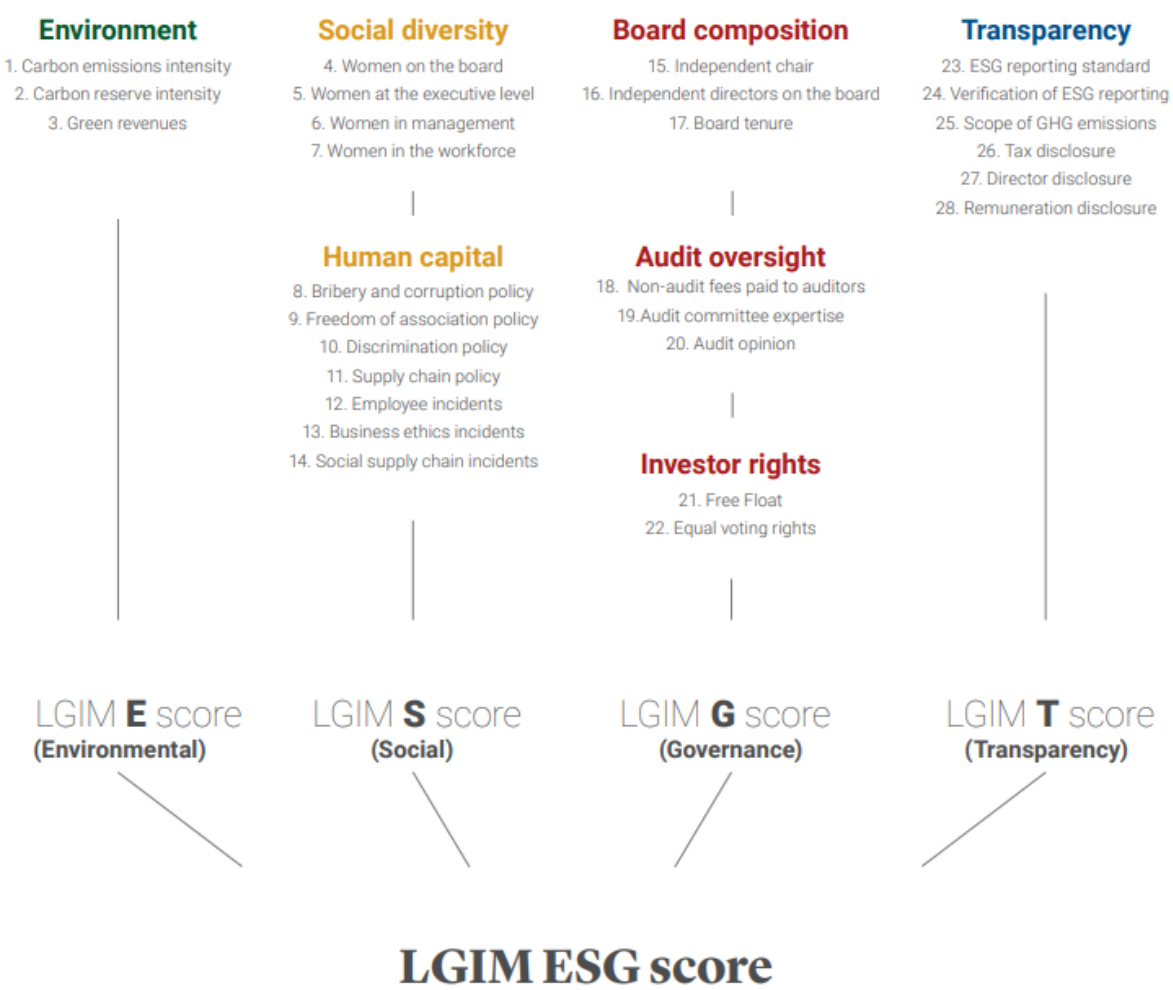 Environment
1. Carbon emissions intensity
2. Carbon reserve intensity
3. Green revenues
Social diversity
4. Women on the board
5. Women at the executive level
6. Women in management
7. Women in the workforce
Human capital
8. Bribery and corruption policy
9. Freedom of association policy
10. Discrimination policy
11. Supply chain policy
12. Employee incidents
13. Business ethics incidents
14. Social supply chain incidents
Board composition
15. Independent chair
16. Independent directors on the board
17. Board tenure
Audit oversight
18. Non-audit fees paid to auditors
19.Audit committee expertise
20. Audit opinion
Investor rights
21. Free Float
22. Equal voting rights
Transparency
23. ESG reporting standard
24. Verification of ESG reporting
25. Scope of GHG emissions
26. Tax disclosure
27. Director disclosure
28. Remuneration disclosure
LGIM E score
(Environmental)
LGIM S score
(Social)
LGIM G score
(Governance)
LGIM T score
(Transparency)
LGIM ESG score